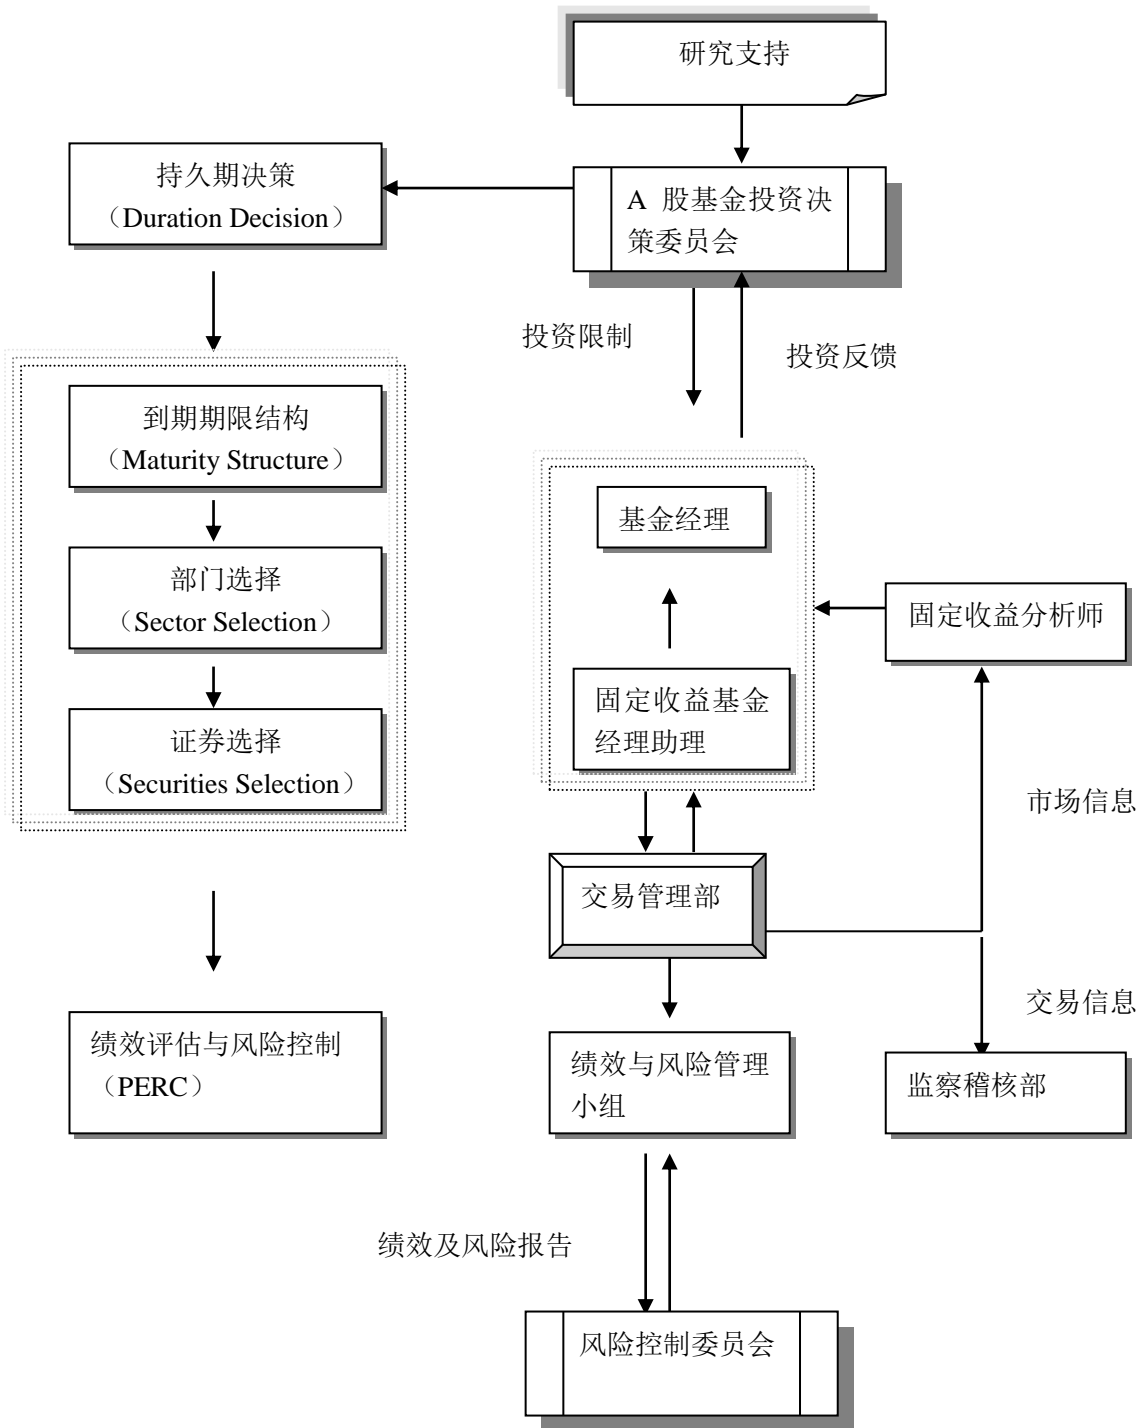 研究支持
持久期决策
（Duration Decision）
A 股基金投资决
策委员会
投资限制
投资反馈
到期期限结构
（Maturity Structure）
基金经理
部门选择
（Sector Selection）
固定收益分析师
固定收益基金
经理助理
证券选择
（Securities Selection）
市场信息
交易管理部
交易信息
绩效评估与风险控制
（PERC）
绩效与风险管理
小组
监察稽核部
绩效及风险报告
风险控制委员会